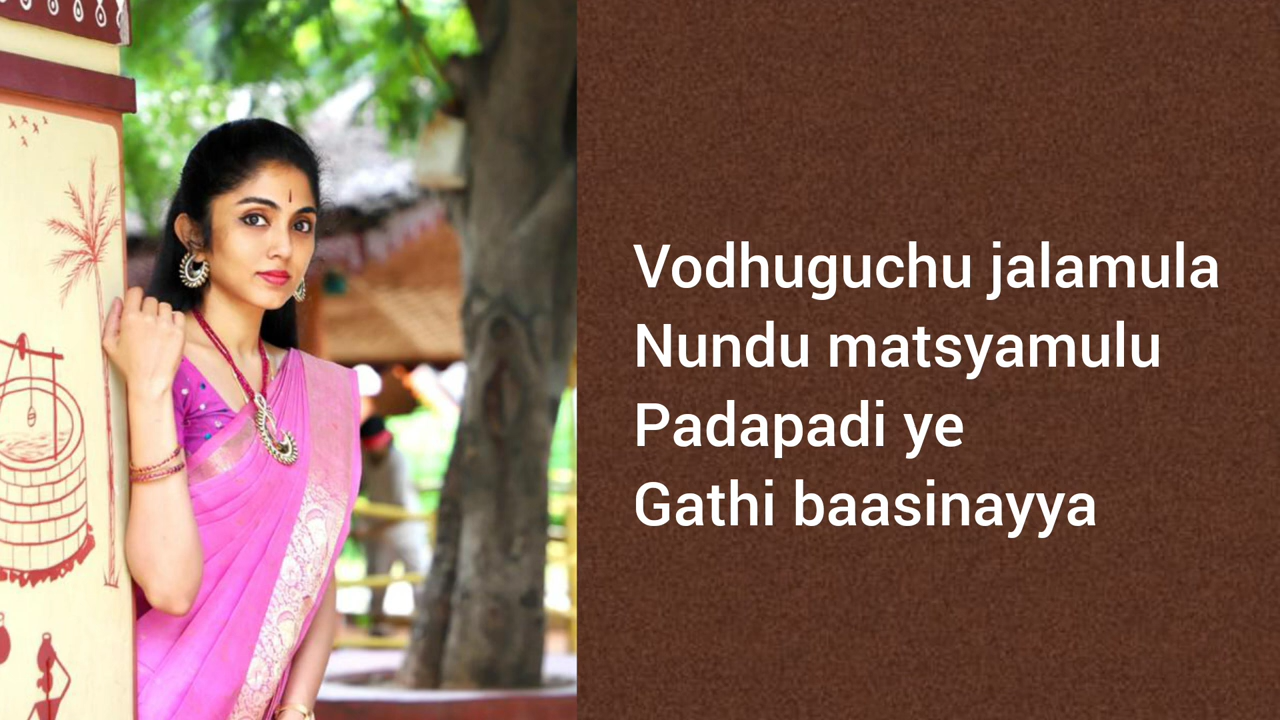 Vodhuguchu jalamula
Nundu matsyamulu
Padapadi ye
Gathi baasinayya